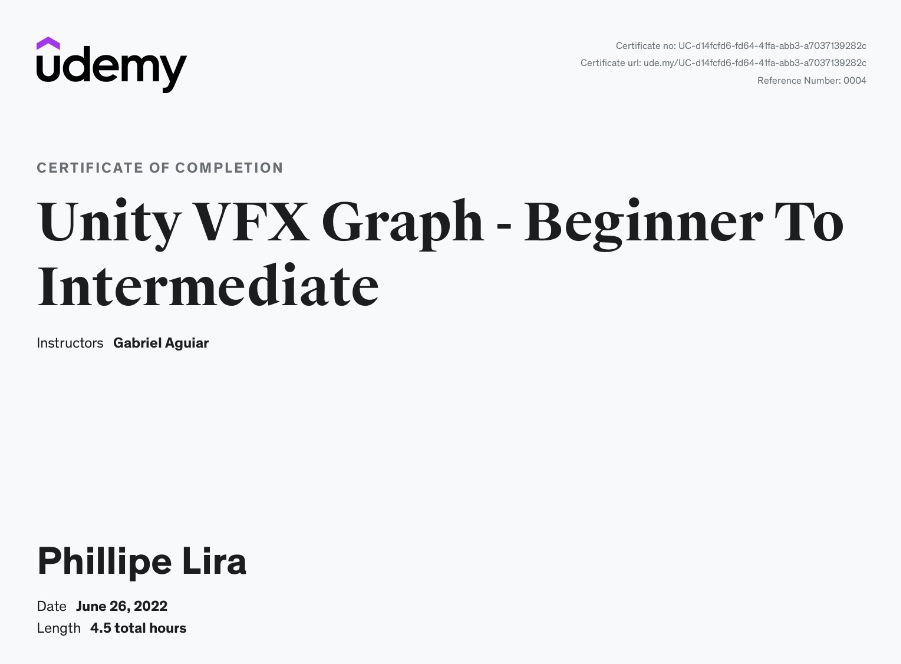 udemy
Certificate no: UC-d14fcfd6-fd64-41fa-abb3-a7037139282c
Certificate url: ude.my/UC-d14fcfd6-fd64-41fa-abb3-a7037139282c
Reference Number: 0004
CERTIFICATE OF COMPLETION
Unity VFX Graph - Beginner To
Intermediate
Instructors Gabriel Aguiar
Phillipe Lira
Date June 26, 2022
Length 4.5 total hours